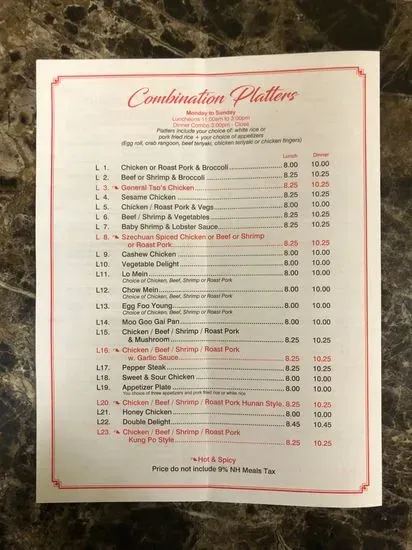 Combination Platters
Monday to Sunday
Luncheons 11:00am to 3:00pm
Dinner Combo 3:00pm - Close
Platters include your choice of: white rice or
pork fried rice + your choice of appetizers
(Egg roll, crab rangoon, beef teriyaki, chicken teriyaki or chicken fingers)
Lunch Dinner
L 1. Chicken or Roast Pork & Broccoli 8.00 10.00
L 2. Beef or Shrimp & Broccoli 8.25 10.25
L 3. General Tso's Chicken 8.25 10.25
L 4. Sesame Chicken 8.25 10.25
L 5. Chicken / Roast Pork & Vegs 8.00 10.00
L 6. Beef / Shrimp & Vegetables 8.25 10.25
L 7. Baby Shrimp & Lobster Sauce 8.25 10.25
L 8. Szechuan Spiced Chicken or Beef or Shrimp
or Roast Pork 8.25 10.25
L 9. Cashew Chicken 8.00 10.00
L10. Vegetable Delight 8.00 10.00
L11. Lo Mein 8.00 10.00
Choice of Chicken, Beef, Shrimp or Roast Pork
L12. Chow Mein 8.00 10.00
Choice of Chicken, Beef, Shrimp or Roast Pork
L13. Egg Foo Young 8.00 10.00
Choice of Chicken, Beef, Shrimp or Roast Pork
L14. Moo Goo Gai Pan 8.00 10.00
L15. Chicken / Beef / Shrimp / Roast Pork
& Mushroom 8.25 10.25
L16. Chicken / Beef / Shrimp / Roast Pork
w. Garlic Sauce 8.25 10.25
L17. Pepper Steak 8.25 10.25
L18. Sweet & Sour Chicken 8.00 10.00
L19. Appetizer Plate 8.00 10.00
You choice of three appetizers and pork fried rice or white rice
L20 Chicken / Beef / Shrimp / Roast Pork Hunan Style. 8.25 10.25
L21. Honey Chicken 8.00 10.00
L22. Double Delight 8.45 10.45
L23. Chicken / Beef / Shrimp / Roast Pork
Kung Po Style 8.25 10.25
Hot & Spicy
Price do not include 9% NH Meals Tax